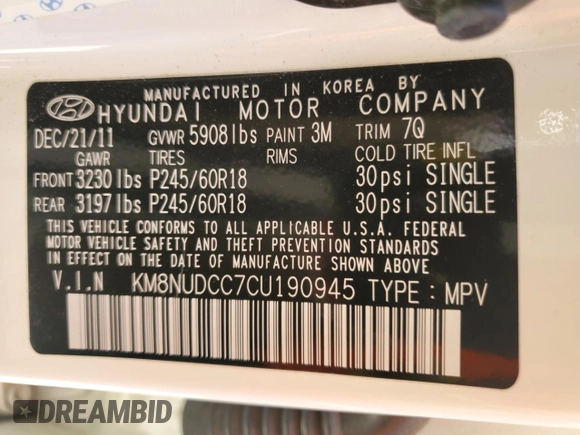 MANUFACTURED IN KOREA BY
HYUNDAI MOTOR COMPANY
DEC/21/11 GVWR 5908lbs PAINT 3M TRIM 7Q
GAWR TIRES RIMS COLD TIRE INFL
FRONT 3230lbs P245/60R18 30psi SINGLE
REAR 3197lbs P245/60R18 30psi SINGLE
THIS VEHICLE CONFORMS TO ALL APPLICABLE U.S.A. FEDERAL
MOTOR VEHICLE SAFETY AND THEFT PREVENTION STANDARDS
IN EFFECT ON THE DATE OF MANUFACTURE SHOWN ABOVE.
V.I.N KM8NUDCC7CU190945 TYPE : MPV
DREAMBID